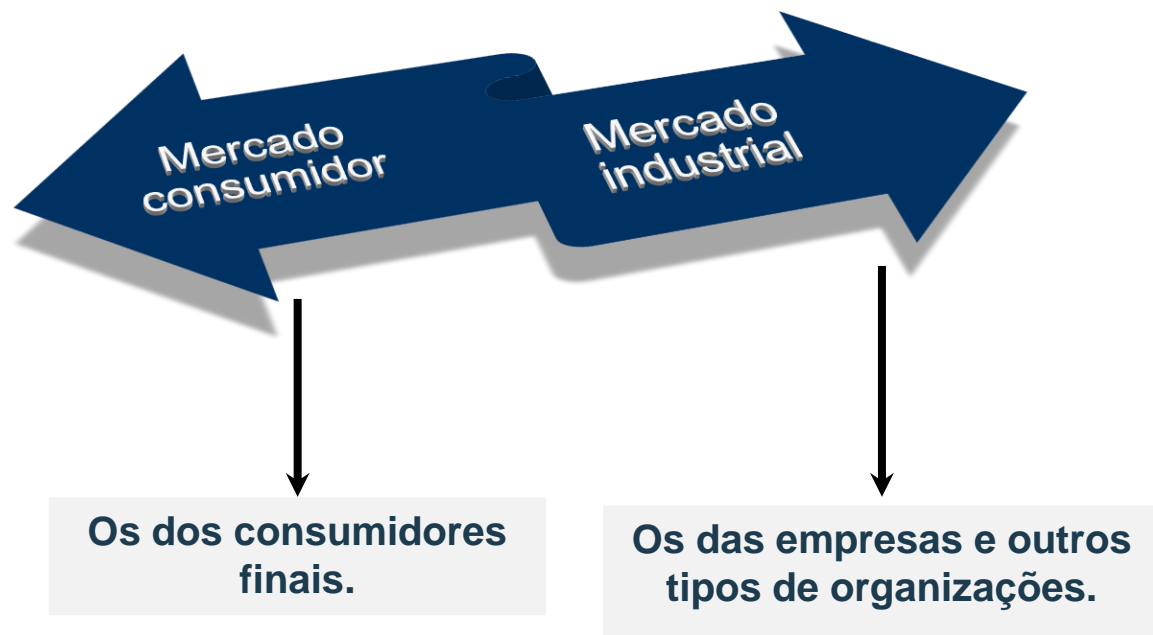 Mercado
consumidor
Mercado
industrial
Os dos consumidores
finais.
Os das empresas e outros
tipos de organizações.